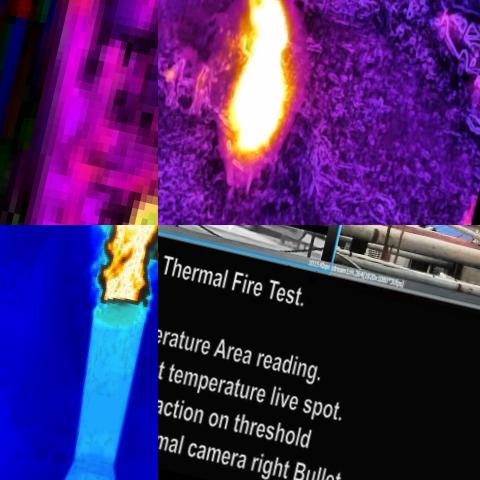 Thermal Fire Test.
erature Area reading.
t temperature live spot.
action on threshold
mal camera right Bullet